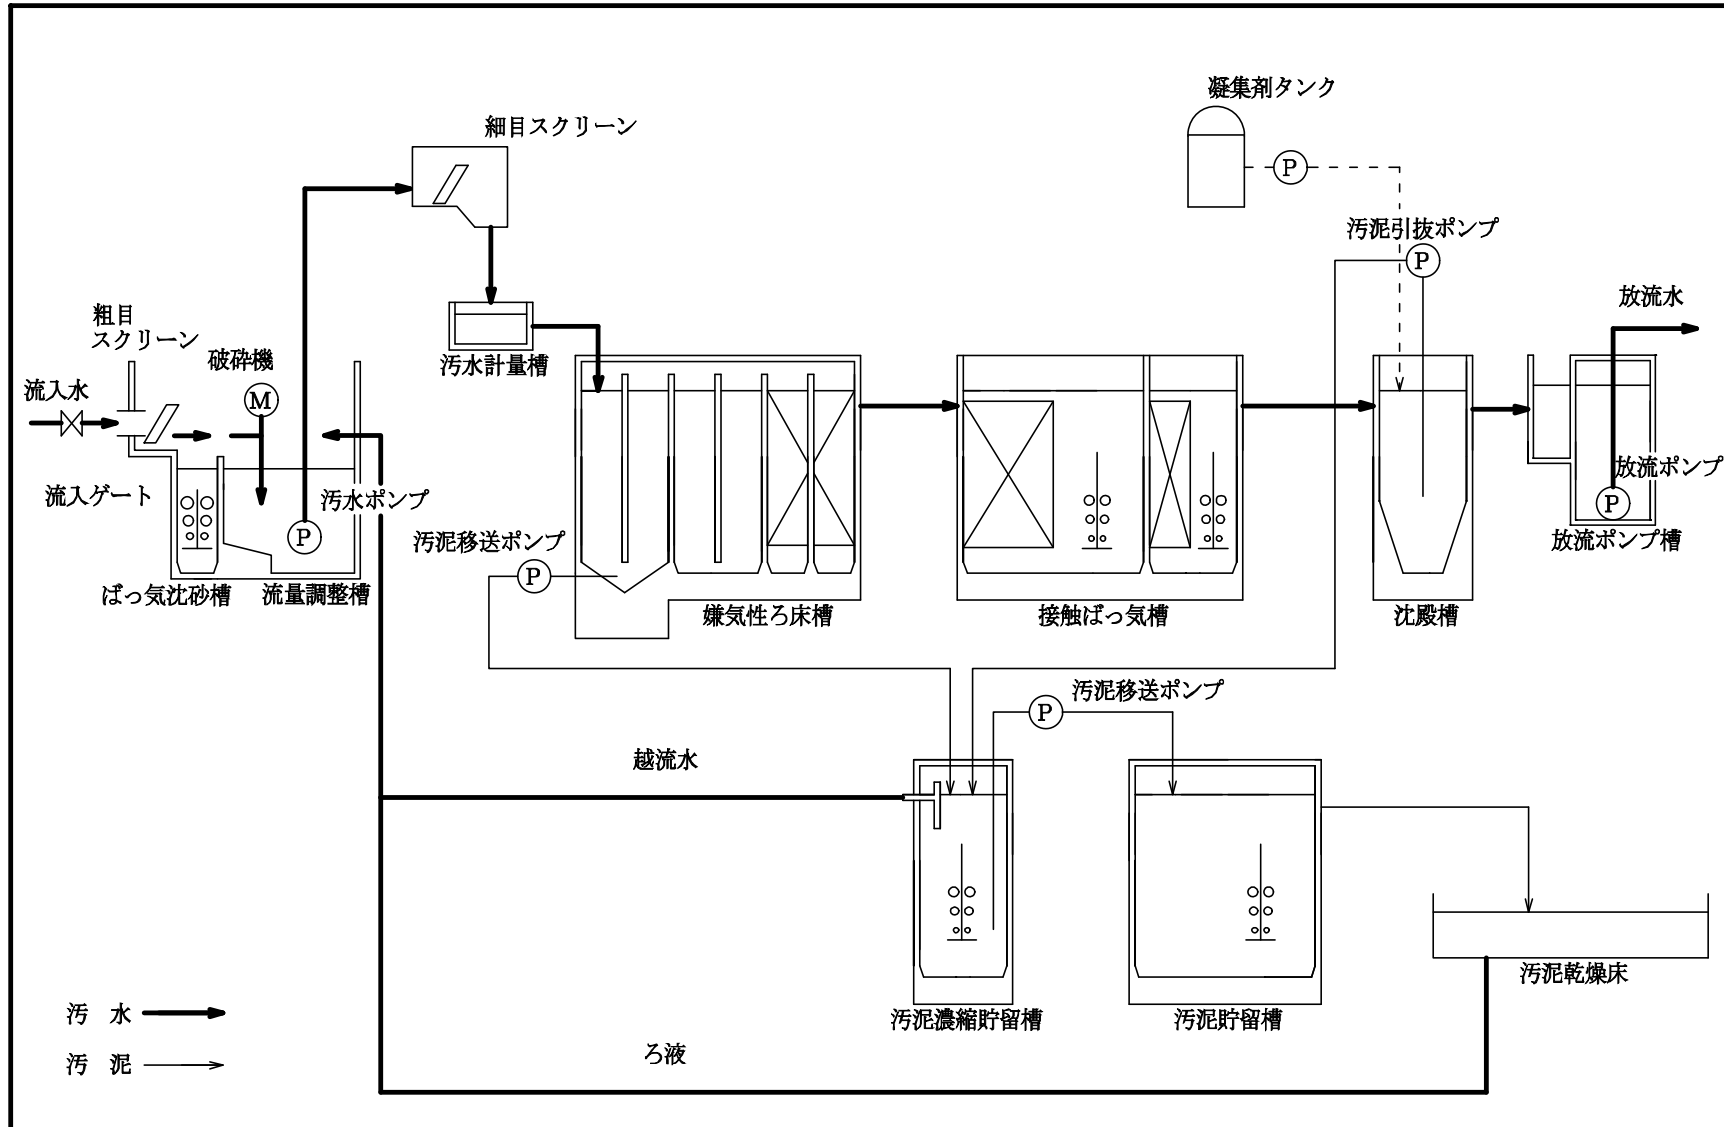 凝集剤タンク
P
細目スクリーン
汚泥引抜ポンプ
P
放流水
粗目
スクリーン
破砕機
M
汚水計量槽
流入水
流入ゲート
汚水ポンプ
P
放流ポンプ
P
放流ポンプ槽
汚泥移送ポンプ
P
ばっ気沈砂槽
流量調整槽
嫌気性ろ床槽
接触ばっ気槽
沈殿槽
汚泥移送ポンプ
P
越流水
汚泥乾燥床
汚泥濃縮貯留槽
汚泥貯留槽
汚 水
ろ液
汚 泥